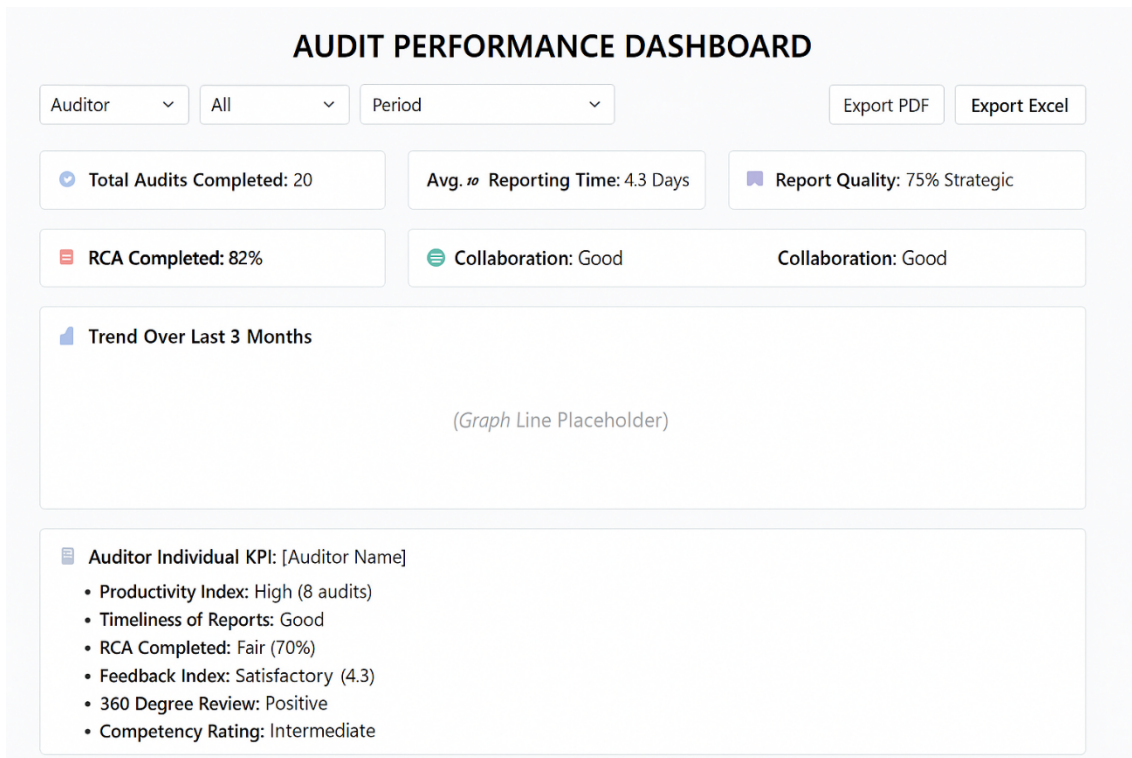 AUDIT PERFORMANCE DASHBOARD
Auditor All Period Export PDF Export Excel
Total Audits Completed: 20
Avg. 10 Reporting Time: 4.3 Days
Report Quality: 75% Strategic
RCA Completed: 82%
Collaboration: Good
Collaboration: Good
Trend Over Last 3 Months
(Graph Line Placeholder)
Auditor Individual KPI: [Auditor Name]
• Productivity Index: High (8 audits)
• Timeliness of Reports: Good
• RCA Completed: Fair (70%)
• Feedback Index: Satisfactory (4.3)
• 360 Degree Review: Positive
• Competency Rating: Intermediate